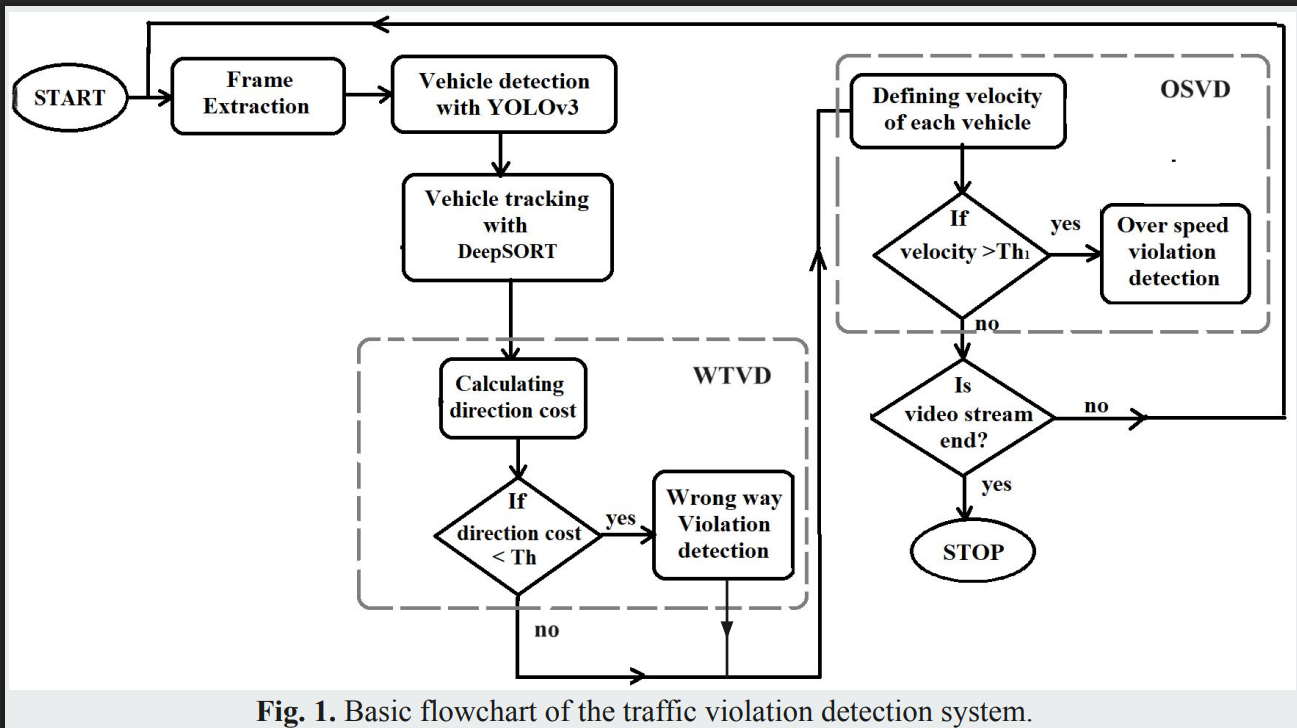 START
Frame
Extraction
Vehicle detection
with YOLOv3
Vehicle tracking
with
DeepSORT
WTVD
Calculating
direction cost
If
direction cost
< Th
yes
Wrong way
Violation
detection
no
OSVD
Defining velocity
of each vehicle
If
velocity >Th₁
yes
Over speed
violation
detection
no
Is
video stream
end?
no
yes
STOP
Fig. 1. Basic flowchart of the traffic violation detection system.